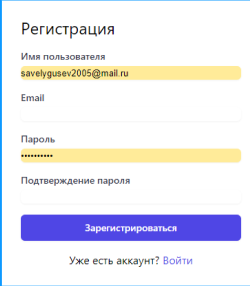 Регистрация
Имя пользователя
savelygusev2005@mail.ru
Email
Пароль
••••••••••
Подтверждение пароля
Зарегистрироваться
Уже есть аккаунт? Войти